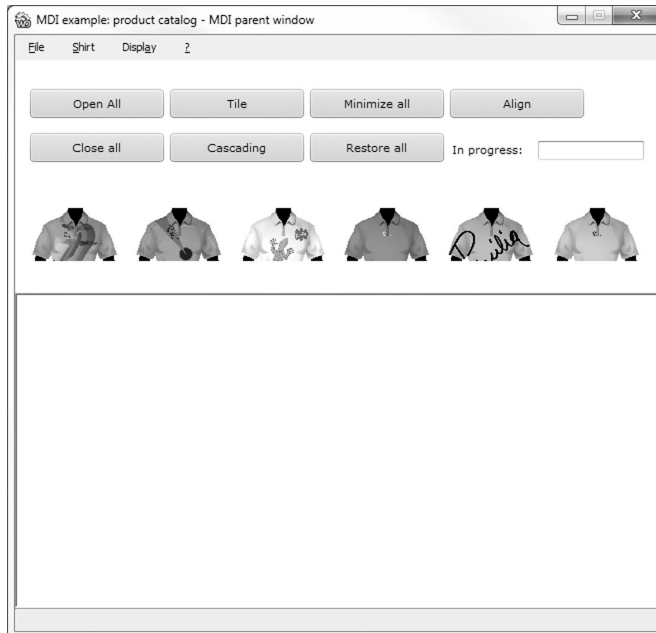 MDI example: product catalog - MDI parent window
File Shirt Display ?
Open All Tile Minimize all Align
Close all Cascading Restore all In progress: